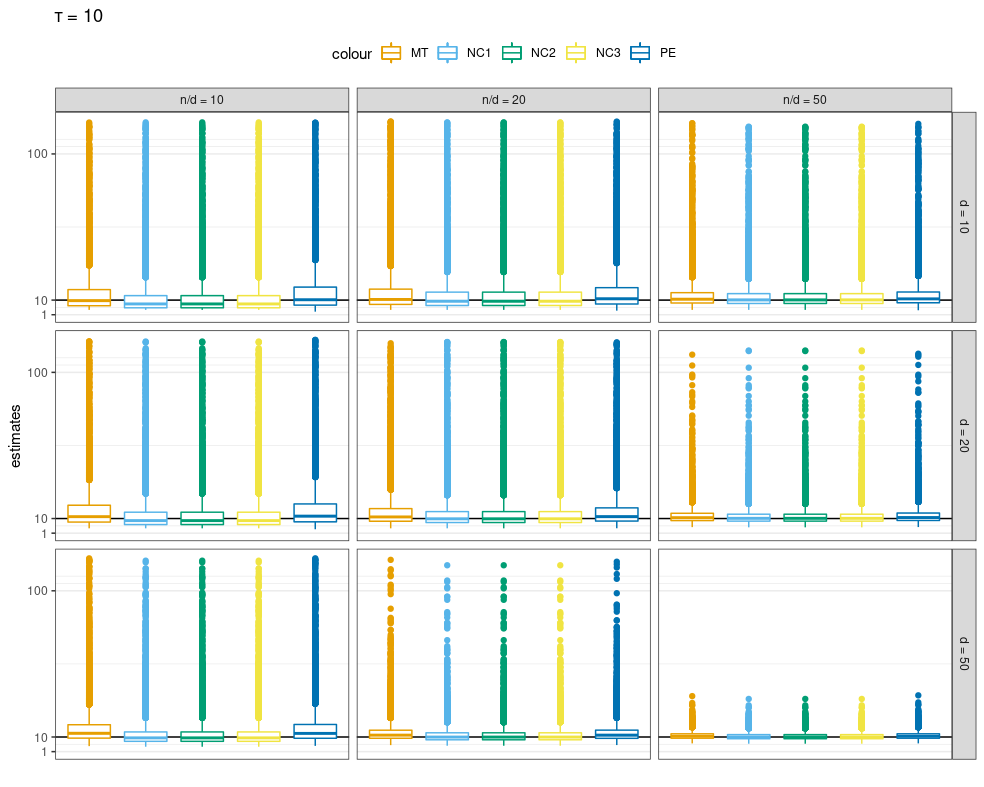 τ = 10
colour MT NC1 NC2 NC3 PE
n/d = 10 n/d = 20 n/d = 50
100
10
1
d = 10
100
10
1
d = 20
100
10
1
d = 50
estimates